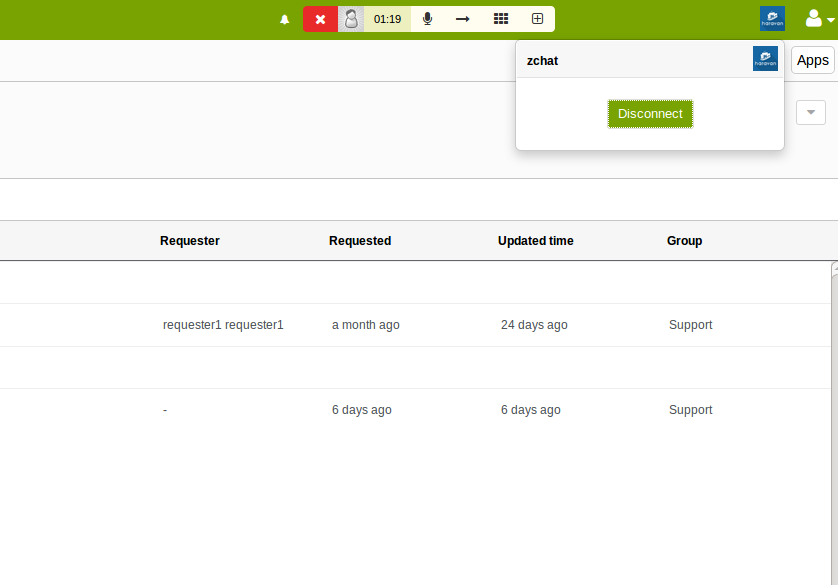 01:19
zchat
Apps
Disconnect
Requester Requested Updated time Group
requester1 requester1 a month ago 24 days ago Support
- 6 days ago 6 days ago Support